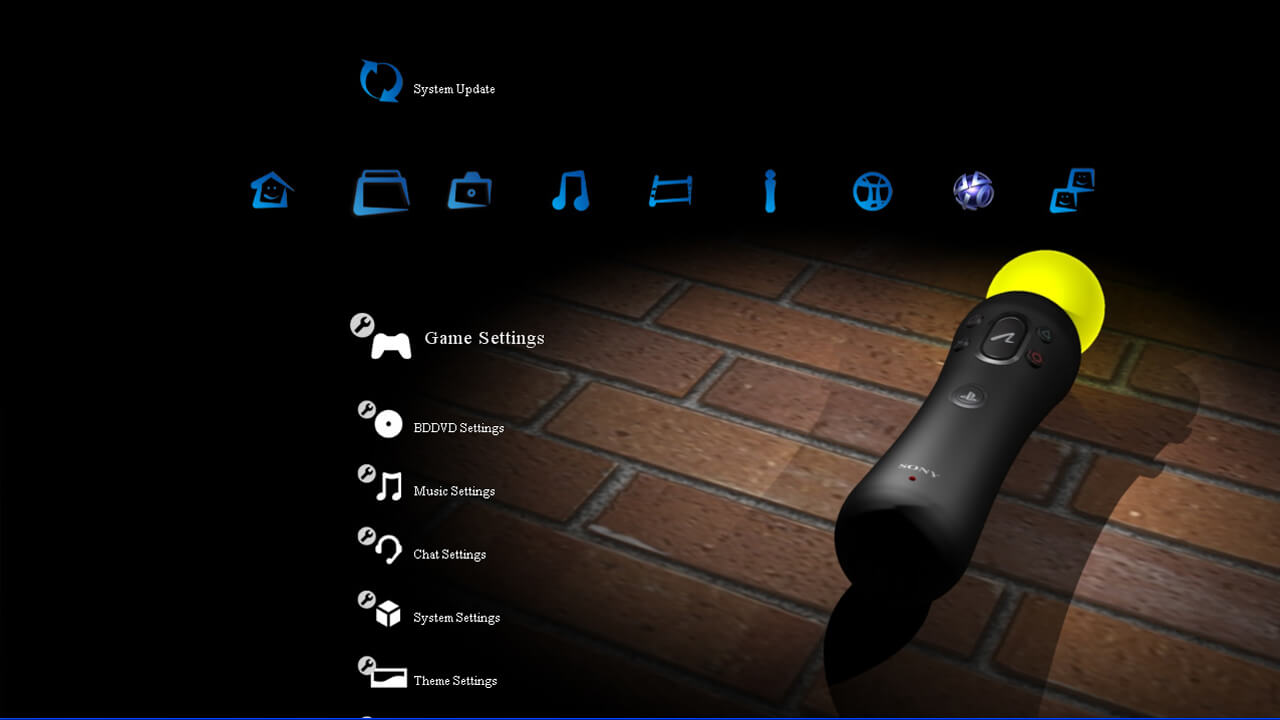 System Update
Game Settings
BDDVD Settings
SONY
Music Settings
Chat Settings
System Settings
Theme Settings